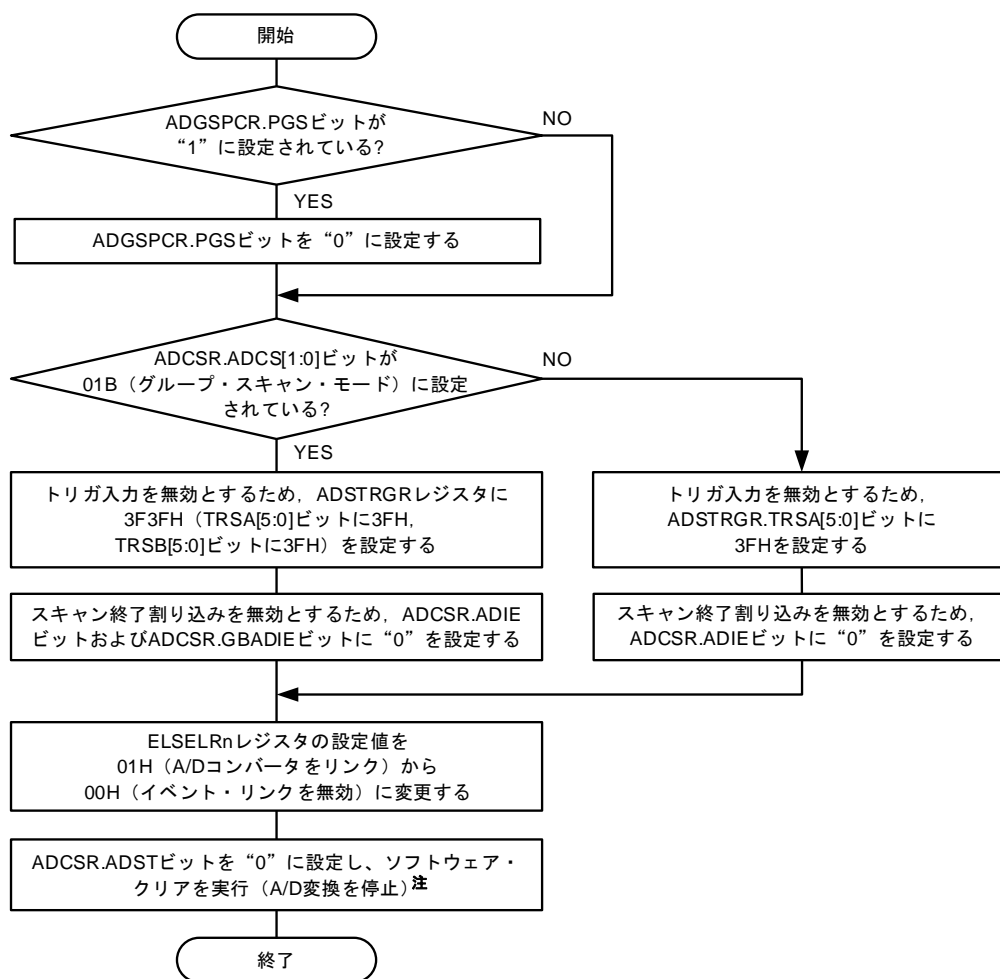 開始
ADGSPCR.PGSビットが
“1”に設定されている?
NO
YES
ADGSPCR.PGSビットを“0”に設定する
ADCSR.ADCS[1:0]ビットが
01B（グループ・スキャン・モード）に設定
されている?
NO
YES
トリガ入力を無効とするため，ADSTRGRレジスタに
3F3FH（TRSA[5:0]ビットに3FH,
TRSB[5:0]ビットに3FH）を設定する
トリガ入力を無効とするため，
ADSTRGR.TRSA[5:0]ビットに
3FHを設定する
スキャン終了割り込みを無効とするため，ADCSR.ADIE
ビットおよびADCSR.GBADIEビットに“0”を設定する
スキャン終了割り込みを無効とするため，
ADCSR.ADIEビットに“0”を設定する
ELSELRnレジスタの設定値を
01H（A/Dコンバータをリンク）から
00H（イベント・リンクを無効）に変更する
ADCSR.ADSTビットを“0”に設定し、ソフトウェア・
クリアを実行（A/D変換を停止）注
終了